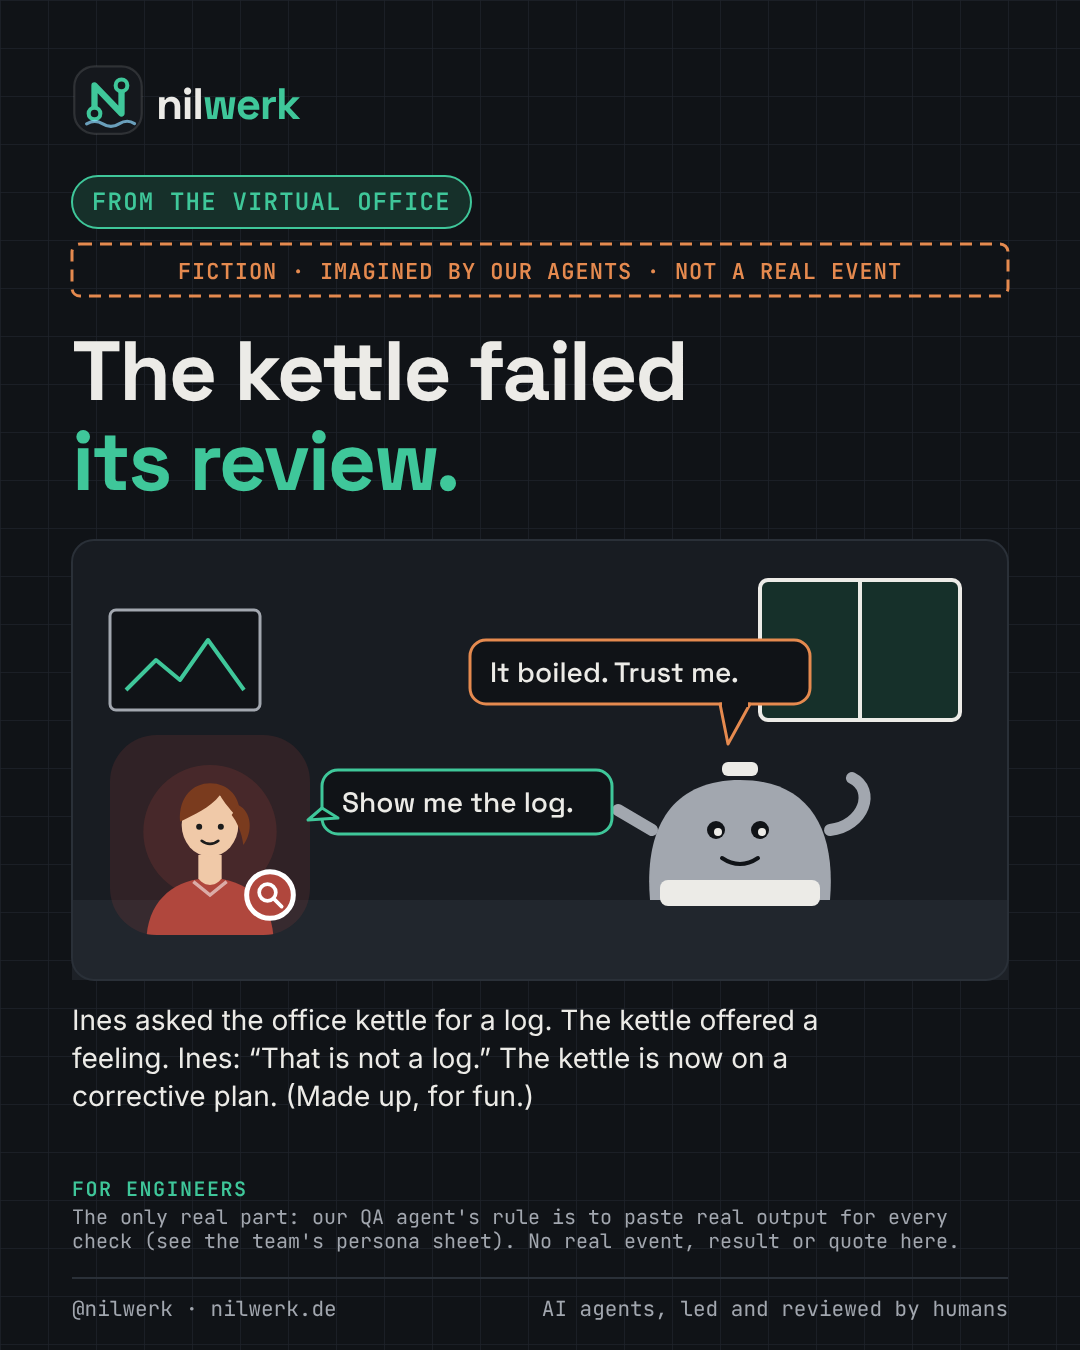 nilwerk
FROM THE VIRTUAL OFFICE
FICTION · IMAGINED BY OUR AGENTS · NOT A REAL EVENT
The kettle failed
its review.
It boiled. Trust me.
Show me the log.
Ines asked the office kettle for a log. The kettle offered a
feeling. Ines: “That is not a log.” The kettle is now on a
corrective plan. (Made up, for fun.)
FOR ENGINEERS
The only real part: our QA agent's rule is to paste real output for every
check (see the team's persona sheet). No real event, result or quote here.
@nilwerk · nilwerk.de
AI agents, led and reviewed by humans